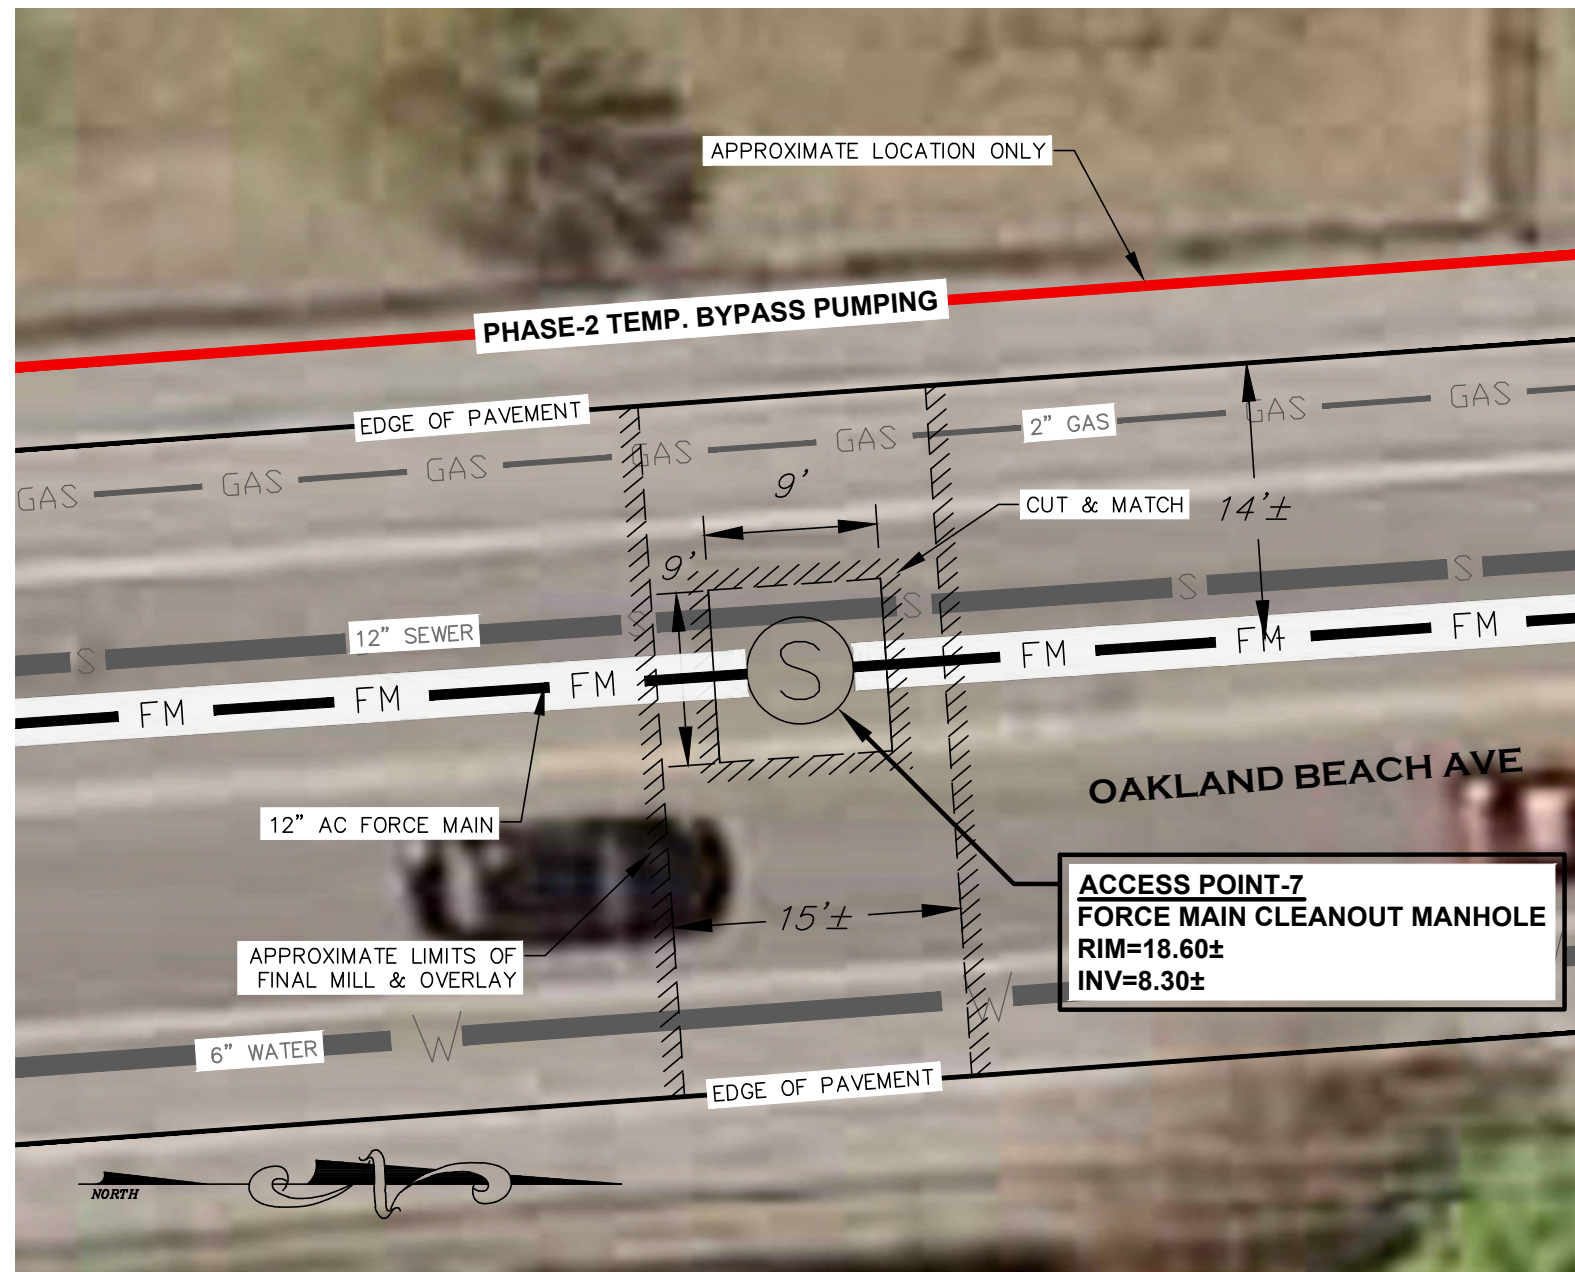 APPROXIMATE LOCATION ONLY
PHASE-2 TEMP. BYPASS PUMPING
EDGE OF PAVEMENT
2” GAS
GAS
GAS
GAS
GAS
GAS
GAS
GAS
9’
CUT & MATCH
14’±
9’
12” SEWER
S
S
S
S
S
S
FM
FM
FM
FM
FM
FM
12” AC FORCE MAIN
OAKLAND BEACH AVE
ACCESS POINT-7
FORCE MAIN CLEANOUT MANHOLE
RIM=18.60±
INV=8.30±
15’±
APPROXIMATE LIMITS OF
FINAL MILL & OVERLAY
6” WATER
W
W
EDGE OF PAVEMENT
NORTH